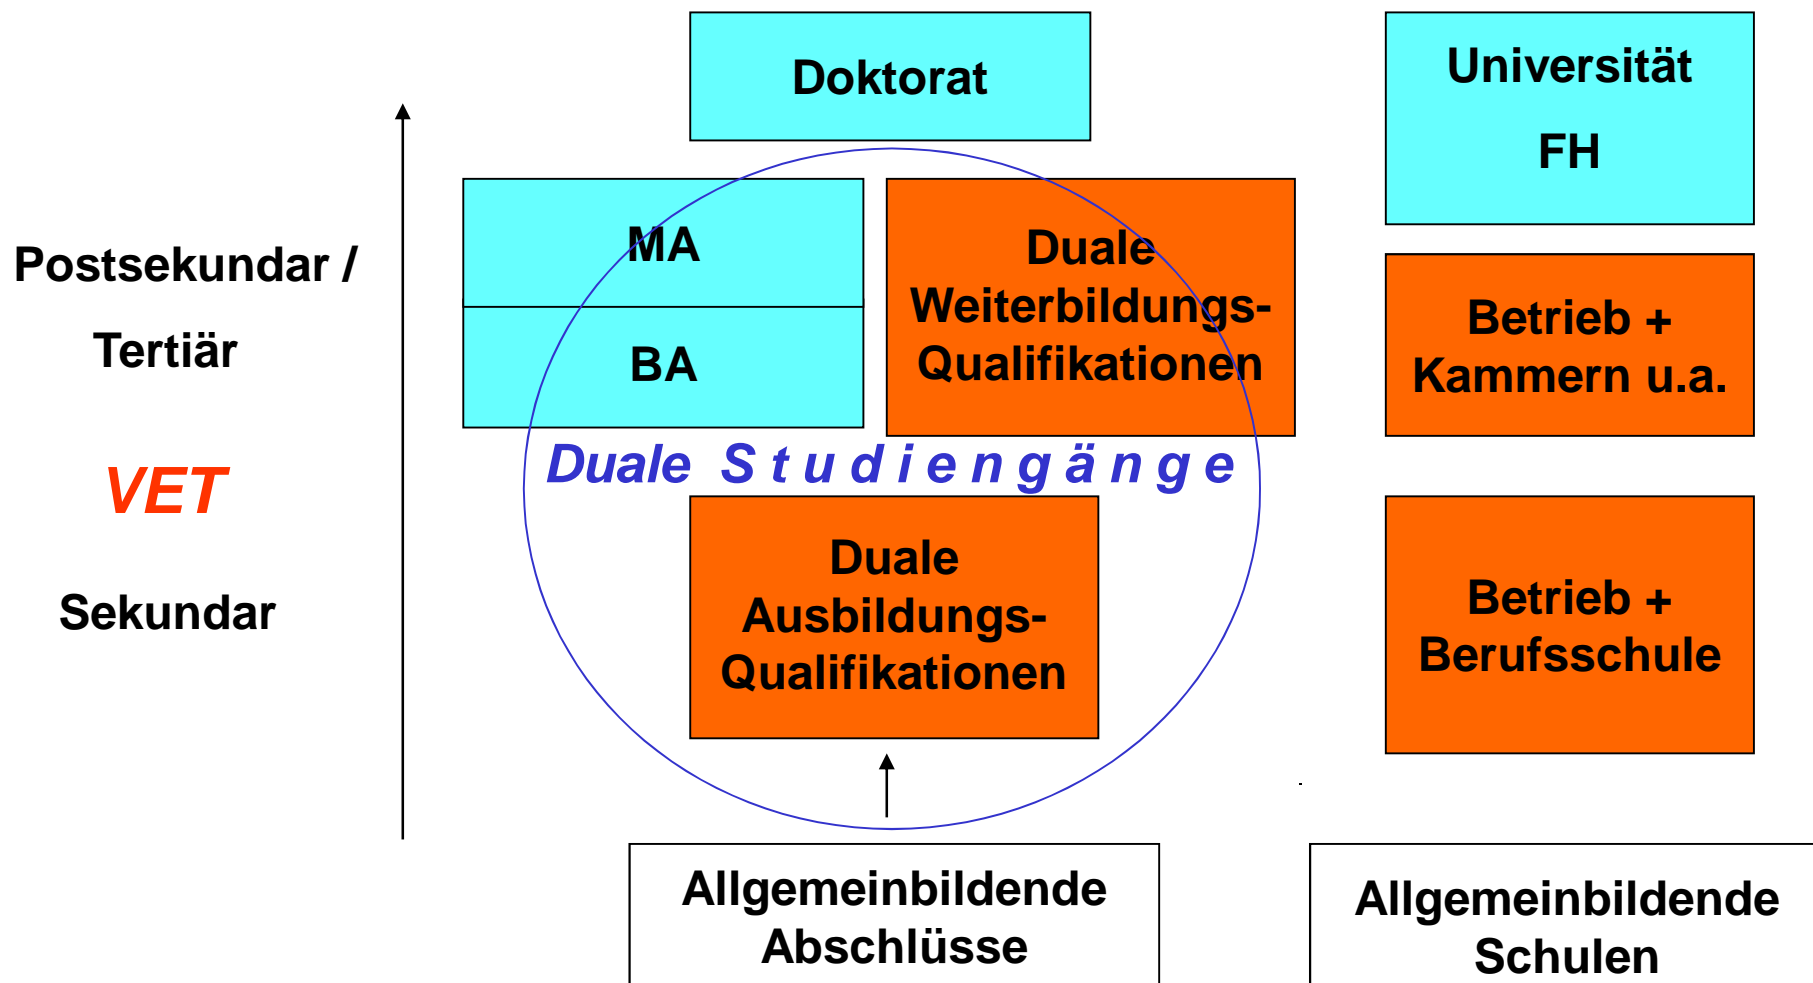 Doktorat
Universität
FH
MA
BA
Duale
Weiterbildungs-
Qualifikationen
Postsekundar /
Tertiär
Betrieb +
Kammern u.a.
VET
Duale S t u d i e n g ä n g e
Sekundar
Duale
Ausbildungs-
Qualifikationen
Betrieb +
Berufsschule
Allgemeinbildende
Abschlüsse
Allgemeinbildende
Schulen